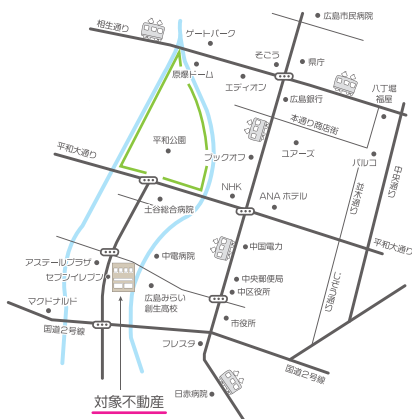 広島市民病院
相生通り
ゲートパーク
そごう
県庁
原爆ドーム
エディオン
八丁堀
福屋
広島銀行
本通り商店街
平和公園
ユアーズ
パルコ
平和大通り
ブックオフ
中央通り
並木通り
NHK
ANAホテル
土谷総合病院
中国電力
平和大通り
中電病院
アステールプラザ
セブンイレブン
中央郵便局
中区役所
じぞう通り
広島みらい
創生高校
マクドナルド
市役所
国道2号線
フレスタ
国道2号線
対象不動産
日赤病院